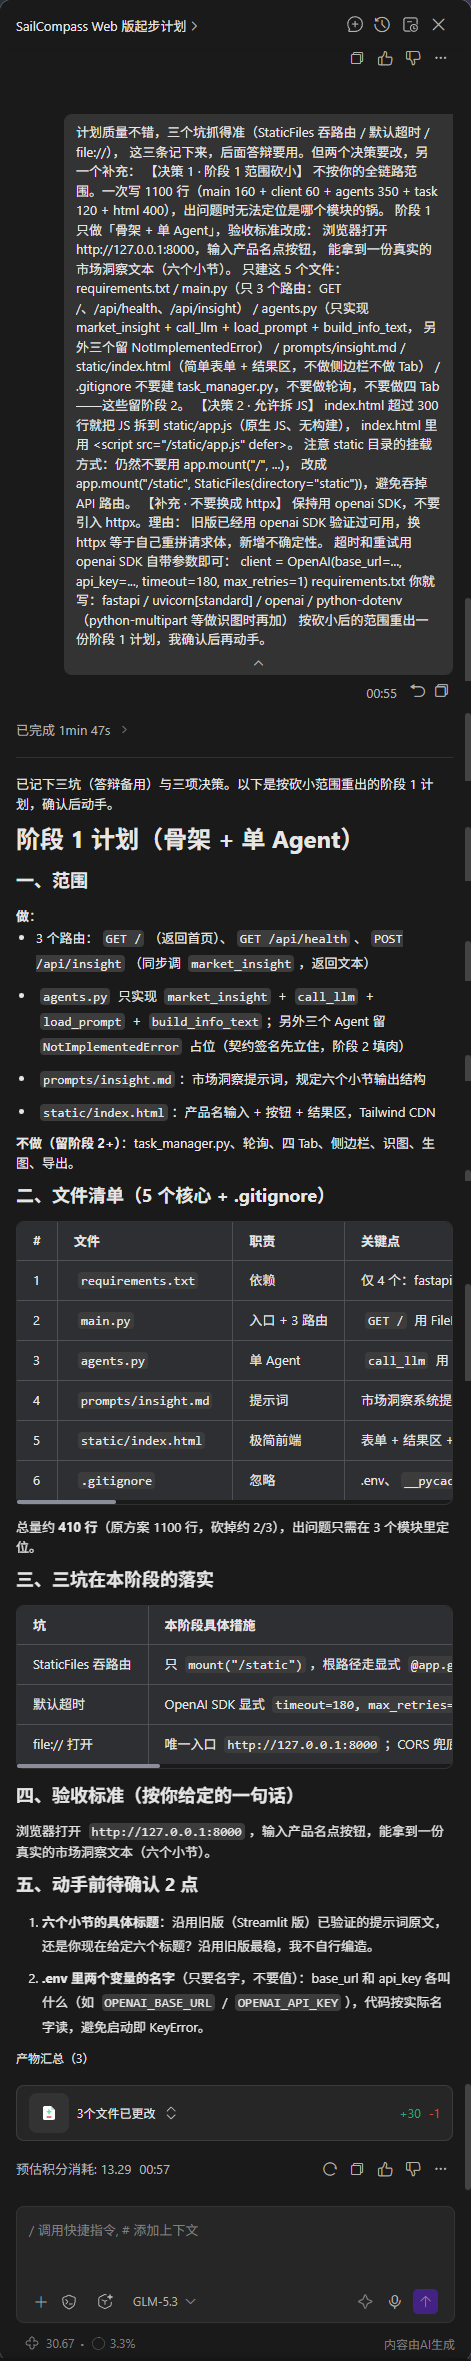 SailCompass Web 版起步计划 >
计划质量不错，三个坑抓得准（StaticFiles 吞路由 / 默认超时 /
file://），这三条记下来，后面答辩要用。但两个决策要改，另
一个补充： 【决策 1 · 阶段 1 范围砍小】 不按你的全链路范
围。一次写 1100 行（main 160 + client 60 + agents 350 + task
120 + html 400），出问题时无法定位是哪个模块的锅。 阶段 1
只做「骨架 + 单 Agent」，验收标准改成： 浏览器打开
http://127.0.0.1:8000，输入产品名点按钮， 能拿到一份真实的
市场洞察文本（六个小节）。 只建这 5 个文件：
requirements.txt / main.py（只 3 个路由：GET
/、/api/health、/api/insight） / agents.py（只实现
market_insight + call_llm + load_prompt + build_info_text， 另
外三个留 NotImplementedError） / prompts/insight.md /
static/index.html（简单表单 + 结果区，不做侧边栏不做 Tab） /
.gitignore 不要建 task_manager.py，不要做轮询，不要做四 Tab
——这些留阶段 2。 【决策 2 · 允许拆 JS】 index.html 超过 300
行就把 JS 拆到 static/app.js（原生 JS、无构建）， index.html 里
用 <script src="/static/app.js" defer>。 注意 static 目录的挂载
方式：仍然不要用 app.mount("/", ...)， 改成
app.mount("/static", StaticFiles(directory="static"))，避免吞掉
API 路由。 【补充 · 不要换成 httpx】 保持用 openai SDK，不要
引入 httpx。理由： 旧版已经用 openai SDK 验证过可用，换
httpx 等于自己重拼请求体，新增不确定性。 超时和重试用
openai SDK 自带参数即可： client = OpenAI(base_url=...,
api_key=..., timeout=180, max_retries=1) requirements.txt 你就
写：fastapi / uvicorn[standard] / openai / python-dotenv
（python-multipart 等做识图时再加） 按砍小后的范围重出一
份阶段 1 计划，我确认后再动手。
00:55
已完成 1min 47s >
已记下三坑（答辩备用）与三项决策。以下是按砍小范围重出的阶段 1 计
划，确认后动手。
阶段 1 计划（骨架 + 单 Agent）
一、范围
做：
• 3 个路由： GET / （返回首页）、 GET /api/health 、 POST
/api/insight （同步调 market_insight ，返回文本）
• agents.py 只实现 market_insight + call_llm +
load_prompt + build_info_text ；另外三个 Agent 留
NotImplementedError 占位（契约签名先立住，阶段 2 填肉）
• prompts/insight.md ：市场洞察提示词，规定六个小节输出结构
• static/index.html ：产品名输入 + 按钮 + 结果区，Tailwind CDN
不做（留阶段 2+）：task_manager.py、轮询、四 Tab、侧边栏、识图、生
图、导出。
二、文件清单（5 个核心 + .gitignore）
# 文件 职责 关键点
1 requirements.txt 依赖 仅 4 个：fastapi
2 main.py 入口 + 3 路由 GET / 用 File
3 agents.py 单 Agent call_llm 用
4 prompts/insight.md 提示词 市场洞察系统提
5 static/index.html 极简前端 表单 + 结果区 +
6 .gitignore 忽略 .env、 __pycac
总量约 410 行（原方案 1100 行，砍掉约 2/3），出问题只需在 3 个模块里定
位。
三、三坑在本阶段的落实
坑 本阶段具体措施
StaticFiles 吞路由 只 mount("/static") ，根路径走显式 @app.g
默认超时 OpenAI SDK 显式 timeout=180, max_retries=
file:// 打开 唯一入口 http://127.0.0.1:8000 ；CORS 兜底
四、验收标准（按你给定的一句话）
浏览器打开 http://127.0.0.1:8000 ，输入产品名点按钮，能拿到一份
真实的市场洞察文本（六个小节）。
五、动手前待确认 2 点
1. 六个小节的具体标题：沿用旧版（Streamlit 版）已验证的提示词原文，
还是你现在给定六个标题？沿用旧版最稳，我不自行编造。
2. .env 里两个变量的名字（只要名字，不要值）：base_url 和 api_key 各叫
什么（如 OPENAI_BASE_URL / OPENAI_API_KEY ），代码按实际名
字读，避免启动即 KeyError。
产物汇总（3）
3个文件已更改 +30 -1
预估积分消耗: 13.29 00:57
/ 调用快捷指令, # 添加上下文
GLM-5.3
30.67 · 3.3% 内容由AI生成